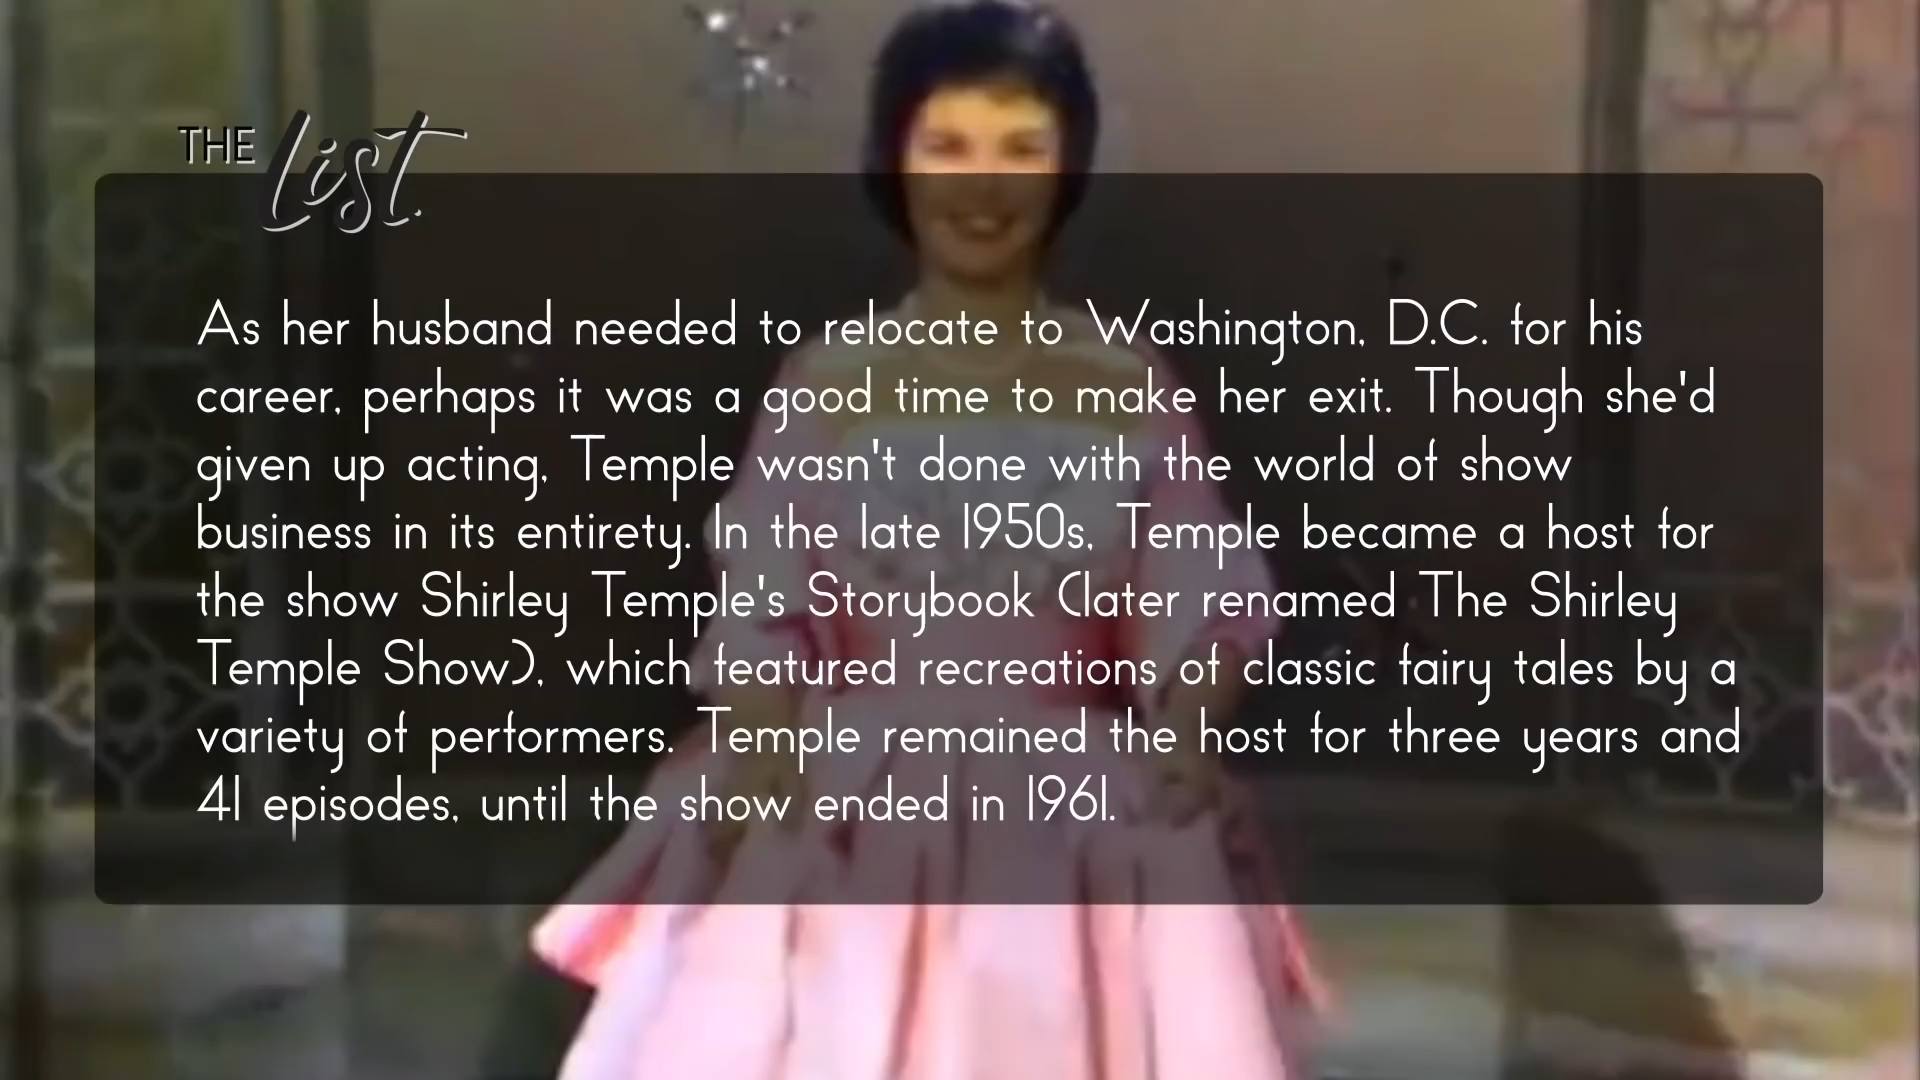 THE List.
As her husband needed to relocate to Washington, D.C. for his
career, perhaps it was a good time to make her exit. Though she'd
given up acting, Temple wasn't done with the world of show
business in its entirety. In the late 1950s, Temple became a host for
the show Shirley Temple's Storybook (later renamed The Shirley
Temple Show), which featured recreations of classic fairy tales by a
variety of performers. Temple remained the host for three years and
41 episodes, until the show ended in 1961.